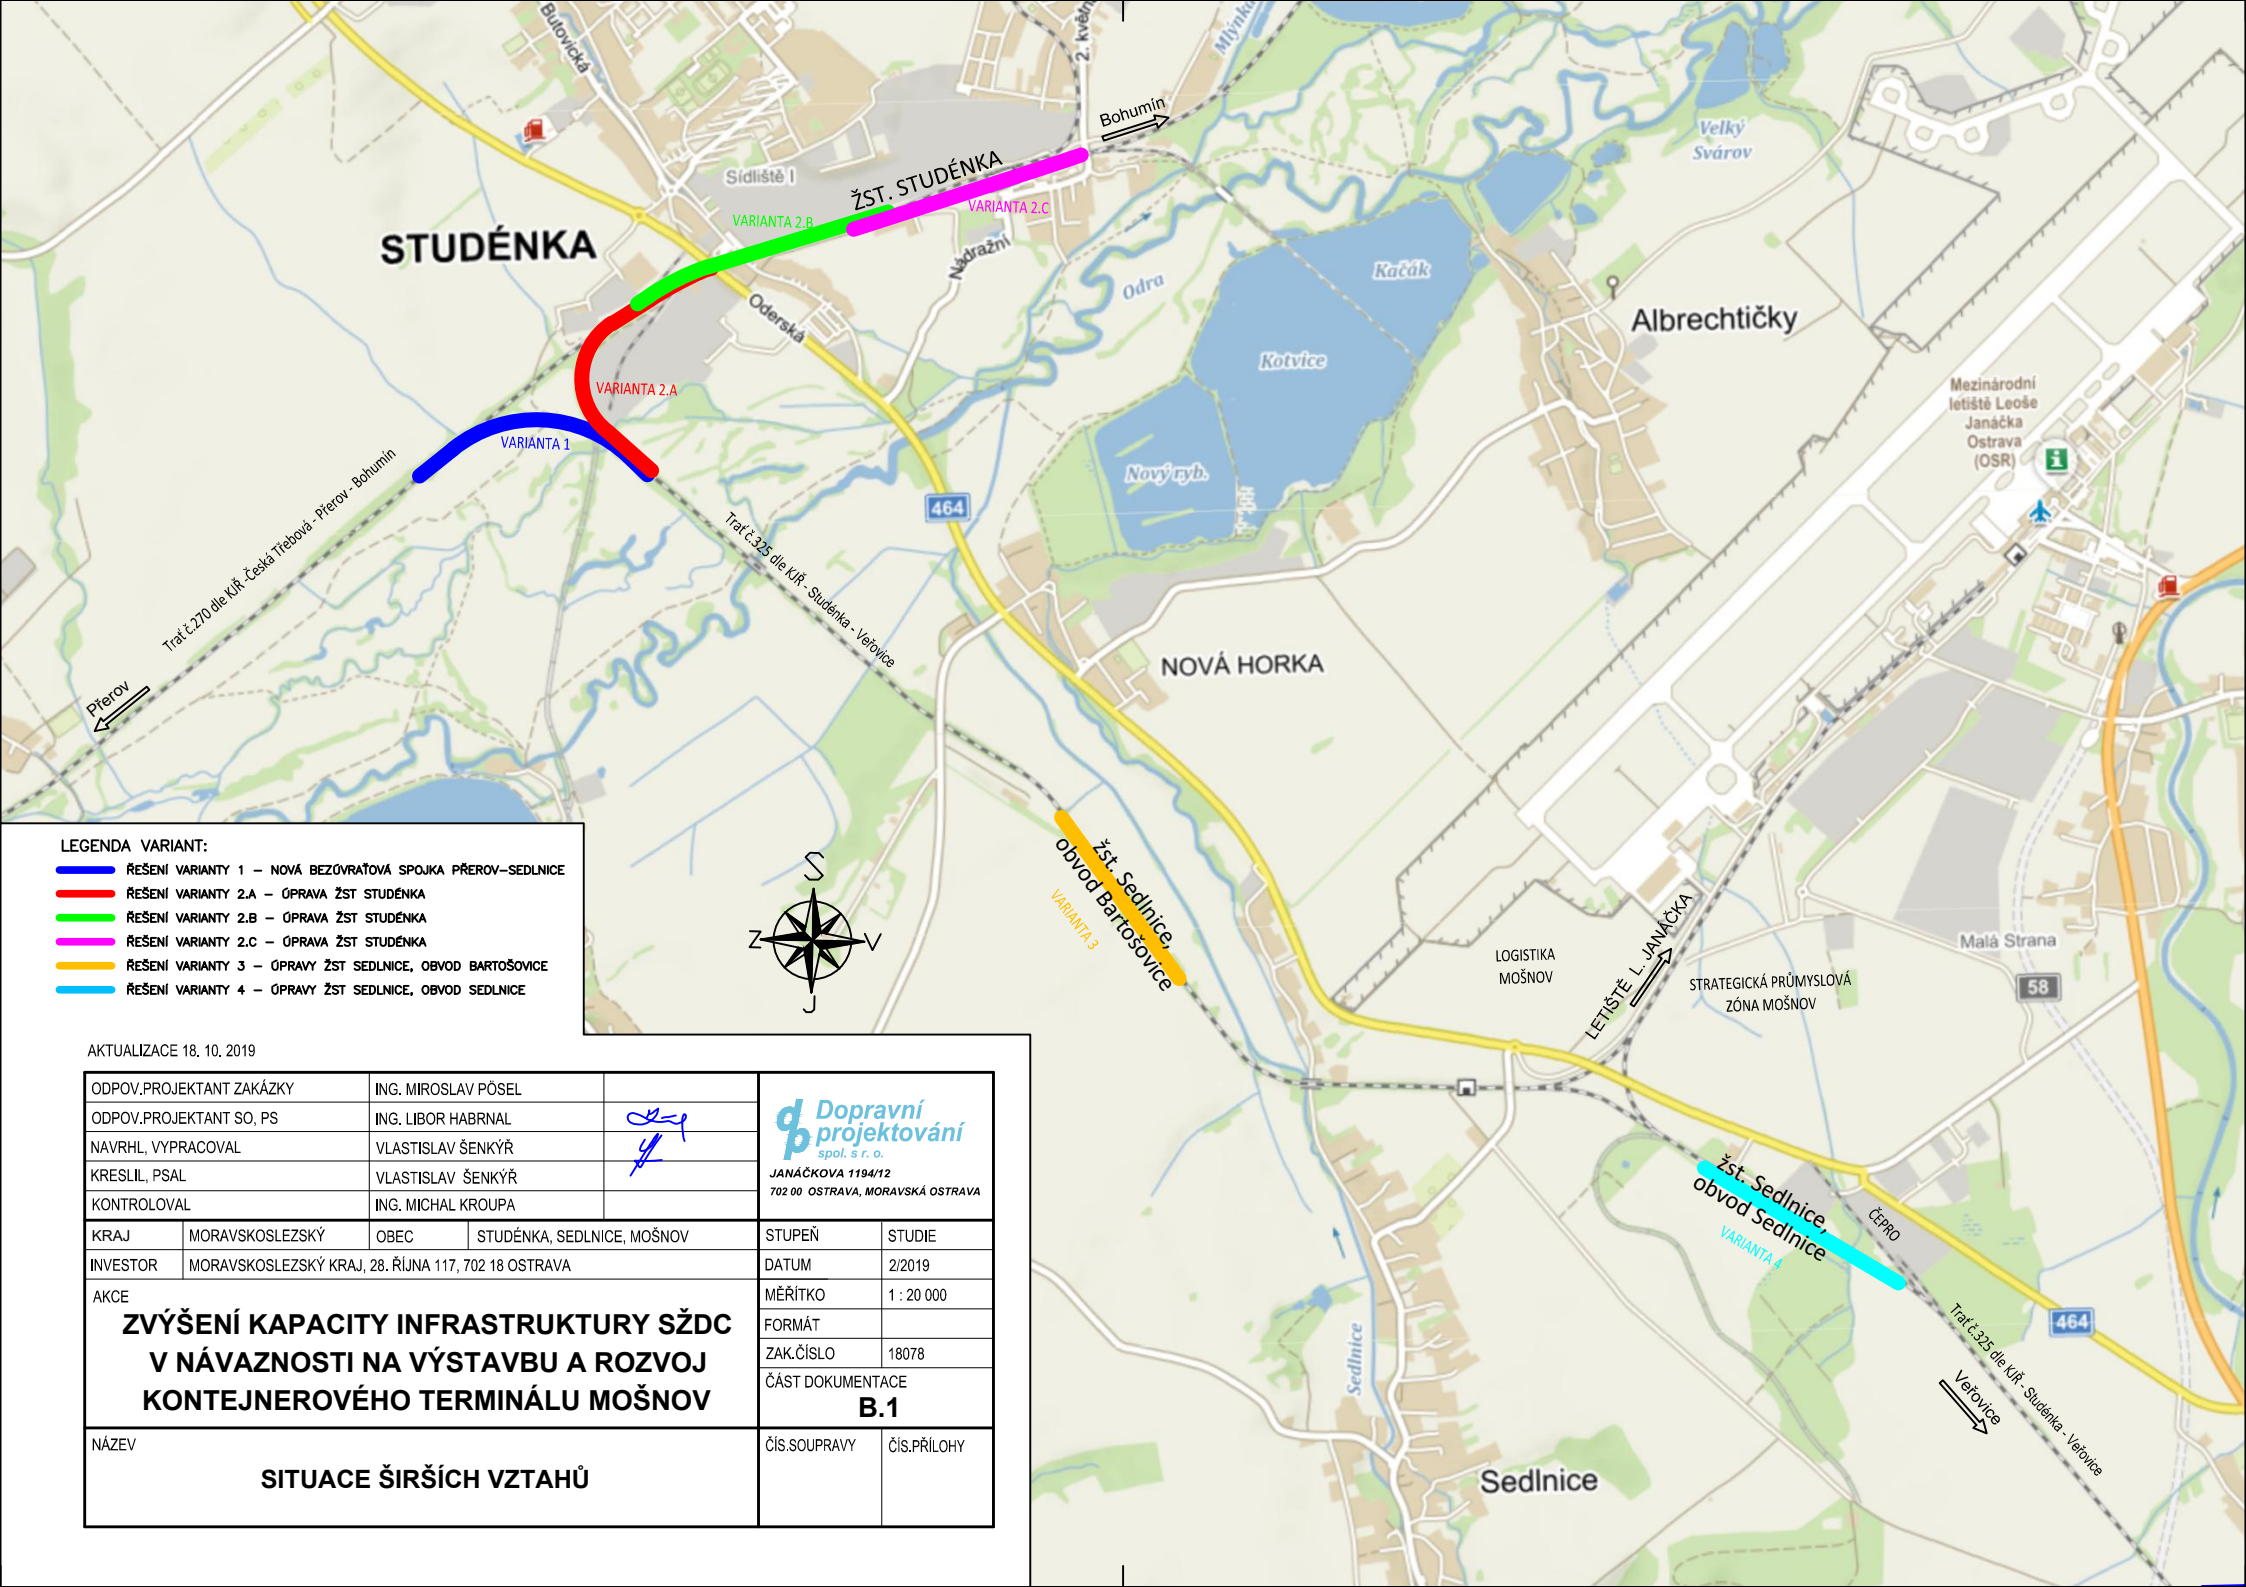 Butovická
2. květn
Mlýnka
Bohumín
Velký
Svárov
Sídliště I
ŽST. STUDÉNKA
VARIANTA 2.C
VARIANTA 2.B
STUDÉNKA
Nádražní
Odra
Kačák
Oderská
Albrechtičky
Kotvice
VARIANTA 2.A
Mezinárodní
letiště Leoše
Janáčka
Ostrava
(OSR)
VARIANTA 1
Nový ryb.
464
Trať č.270 dle KJŘ -Česká Třebová - Přerov - Bohumín
Trať č.325 dle KJŘ - Studénka - Veřovice
NOVÁ HORKA
Přerov
žst. Sedlnice,
obvod Bartošovice
VARIANTA 3
LOGISTIKA
MOŠNOV
LETIŠTĚ L. JANÁČKA
STRATEGICKÁ PRŮMYSLOVÁ
ZÓNA MOŠNOV
Malá Strana
58
S
Z
V
J
žst. Sedlnice,
obvod Sedlnice
VARIANTA 4
ČEPRO
464
Trať č.325 dle KJŘ - Studénka - Veřovice
Veřovice
Sedlnice
Sedlnice
LEGENDA VARIANT:
ŘEŠENÍ VARIANTY 1 – NOVÁ BEZÚVRAŤOVÁ SPOJKA PŘEROV–SEDLNICE
ŘEŠENÍ VARIANTY 2.A – ÚPRAVA ŽST STUDÉNKA
ŘEŠENÍ VARIANTY 2.B – ÚPRAVA ŽST STUDÉNKA
ŘEŠENÍ VARIANTY 2.C – ÚPRAVA ŽST STUDÉNKA
ŘEŠENÍ VARIANTY 3 – ÚPRAVY ŽST SEDLNICE, OBVOD BARTOŠOVICE
ŘEŠENÍ VARIANTY 4 – ÚPRAVY ŽST SEDLNICE, OBVOD SEDLNICE
AKTUALIZACE 18. 10. 2019
ODPOV.PROJEKTANT ZAKÁZKY ING. MIROSLAV PÖSEL
ODPOV.PROJEKTANT SO, PS ING. LIBOR HABRNAL
NAVRHL, VYPRACOVAL VLASTISLAV ŠENKÝŘ
KRESLIL, PSAL VLASTISLAV ŠENKÝŘ
KONTROLOVAL ING. MICHAL KROUPA
dp Dopravní
projektování
spol. s r. o.
JANÁČKOVA 1194/12
702 00 OSTRAVA, MORAVSKÁ OSTRAVA
KRAJ MORAVSKOSLEZSKÝ OBEC STUDÉNKA, SEDLNICE, MOŠNOV
INVESTOR MORAVSKOSLEZSKÝ KRAJ, 28. ŘÍJNA 117, 702 18 OSTRAVA
STUPEŇ STUDIE
DATUM 2/2019
MĚŘÍTKO 1 : 20 000
FORMÁT
ZAK.ČÍSLO 18078
ČÁST DOKUMENTACE
B.1
AKCE
ZVÝŠENÍ KAPACITY INFRASTRUKTURY SŽDC
V NÁVAZNOSTI NA VÝSTAVBU A ROZVOJ
KONTEJNEROVÉHO TERMINÁLU MOŠNOV
NÁZEV
SITUACE ŠIRŠÍCH VZTAHŮ
ČÍS.SOUPRAVY ČÍS.PŘÍLOHY